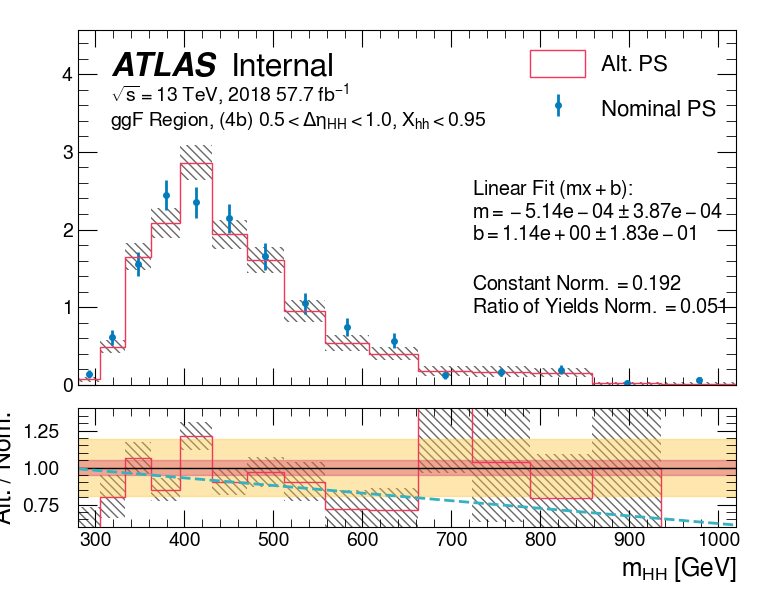 ATLAS Internal
√s = 13 TeV, 2018 57.7 fb⁻¹
ggF Region, (4b) 0.5 < Δη_HH < 1.0, X_hh < 0.95
Alt. PS
Nominal PS
Linear Fit (mx + b):
m = −5.14e−04 ± 3.87e−04
b = 1.14e+00 ± 1.83e−01
Constant Norm. = 0.192
Ratio of Yields Norm. = 0.051
4
3
2
1
0
Alt. / Nom.
1.25
1.00
0.75
300 400 500 600 700 800 900 1000
m_HH [GeV]